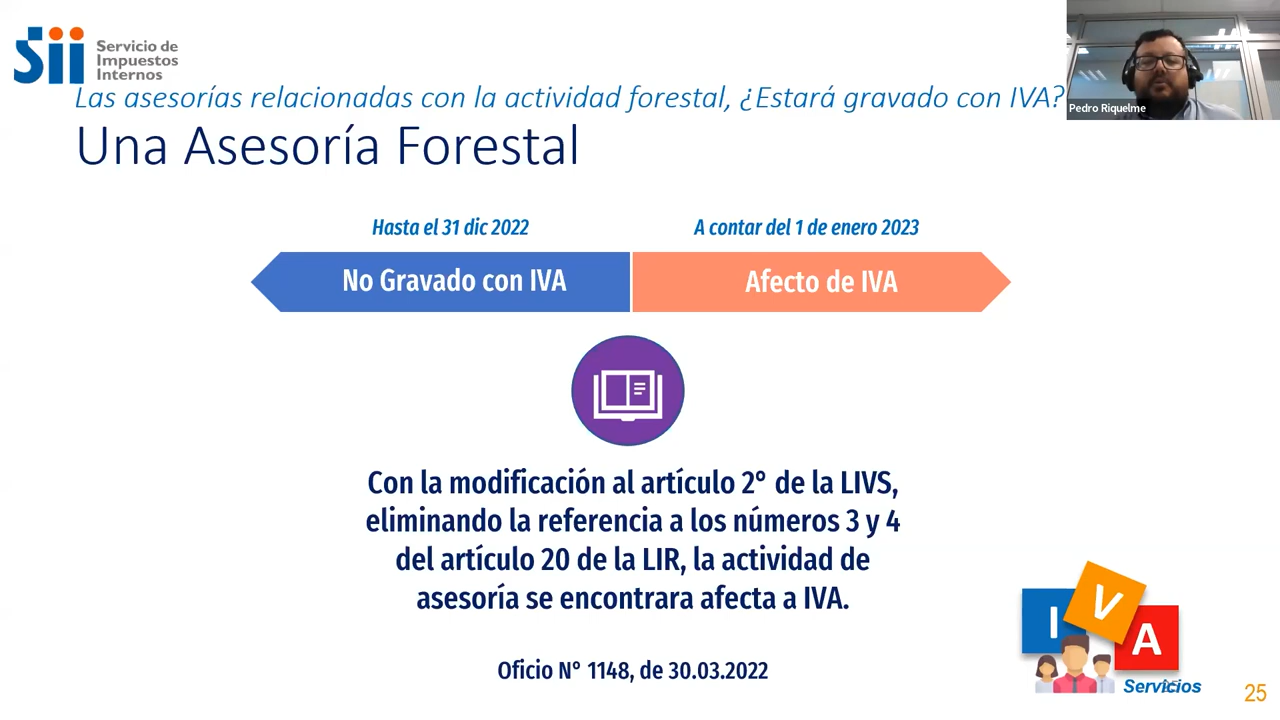 Sii Servicio de
Impuestos
Internos
Las asesorías relacionadas con la actividad forestal, ¿Estará gravado con IVA?
Una Asesoría Forestal
Pedro Riquelme
Hasta el 31 dic 2022
A contar del 1 de enero 2023
No Gravado con IVA
Afecto de IVA
Con la modificación al artículo 2° de la LIVS,
eliminando la referencia a los números 3 y 4
del artículo 20 de la LIR, la actividad de
asesoría se encontrara afecta a IVA.
Oficio N° 1148, de 30.03.2022
IVA
Servicios
25
25